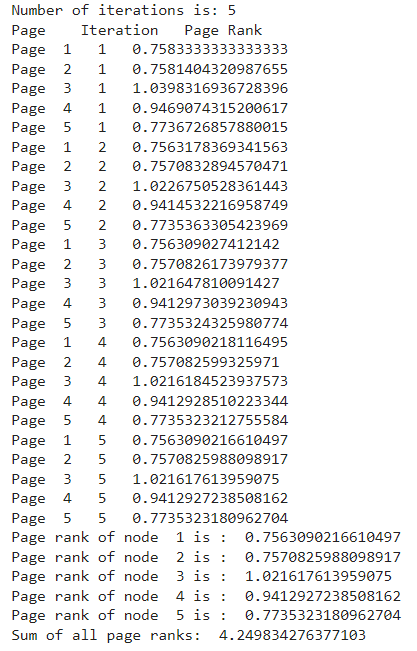 Number of iterations is: 5
Page    Iteration   Page Rank
Page  1   1   0.7583333333333333
Page  2   1   0.7581404320987655
Page  3   1   1.0398316936728396
Page  4   1   0.9469074315200617
Page  5   1   0.7736726857880015
Page  1   2   0.7563178369341563
Page  2   2   0.7570832894570471
Page  3   2   1.0226750528361443
Page  4   2   0.9414532216958749
Page  5   2   0.7735363305423969
Page  1   3   0.756309027412142
Page  2   3   0.7570826173979377
Page  3   3   1.021647810091427
Page  4   3   0.9412973039230943
Page  5   3   0.7735324325980774
Page  1   4   0.7563090218116495
Page  2   4   0.757082599325971
Page  3   4   1.0216184523937573
Page  4   4   0.9412928510223344
Page  5   4   0.7735323212755584
Page  1   5   0.7563090216610497
Page  2   5   0.7570825988098917
Page  3   5   1.021617613959075
Page  4   5   0.9412927238508162
Page  5   5   0.7735323180962704
Page rank of node  1 is :  0.7563090216610497
Page rank of node  2 is :  0.7570825988098917
Page rank of node  3 is :  1.021617613959075
Page rank of node  4 is :  0.9412927238508162
Page rank of node  5 is :  0.7735323180962704
Sum of all page ranks:  4.249834276377103